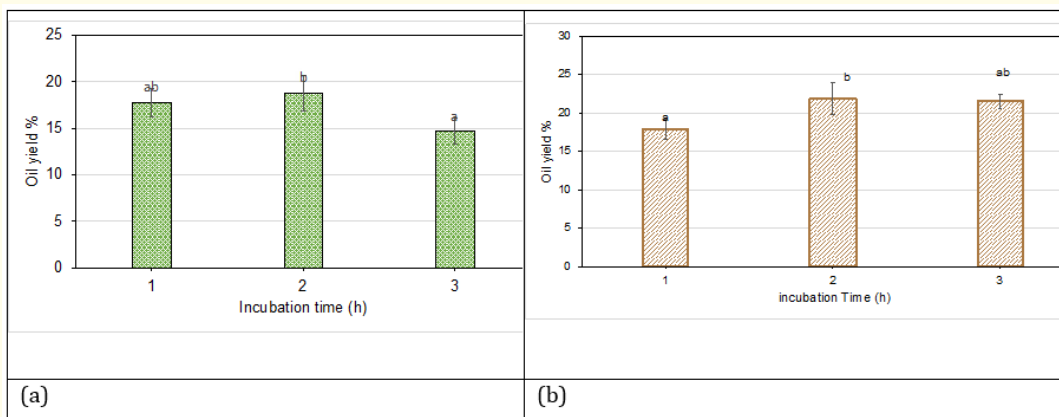 25
20
15
10
5
0
Oil yield %
ab
b
a
1 2 3
Incubation time (h)
30
25
20
15
10
5
0
Oil yield %
a
b
ab
1 2 3
incubation Time (h)
(a) (b)